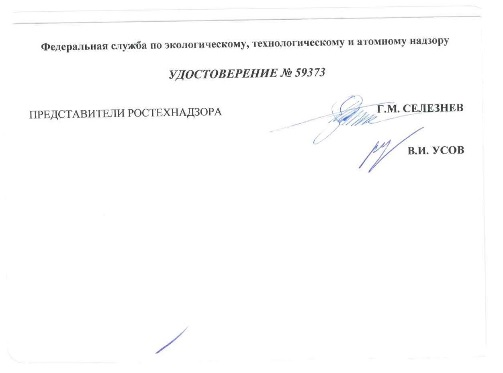 Федеральная служба по экологическому, технологическому и атомному надзору
УДОСТОВЕРЕНИЕ № 59373
ПРЕДСТАВИТЕЛИ РОСТЕХНАДЗОРА
Г.М. СЕЛЕЗНЕВ
В.И. УСОВ